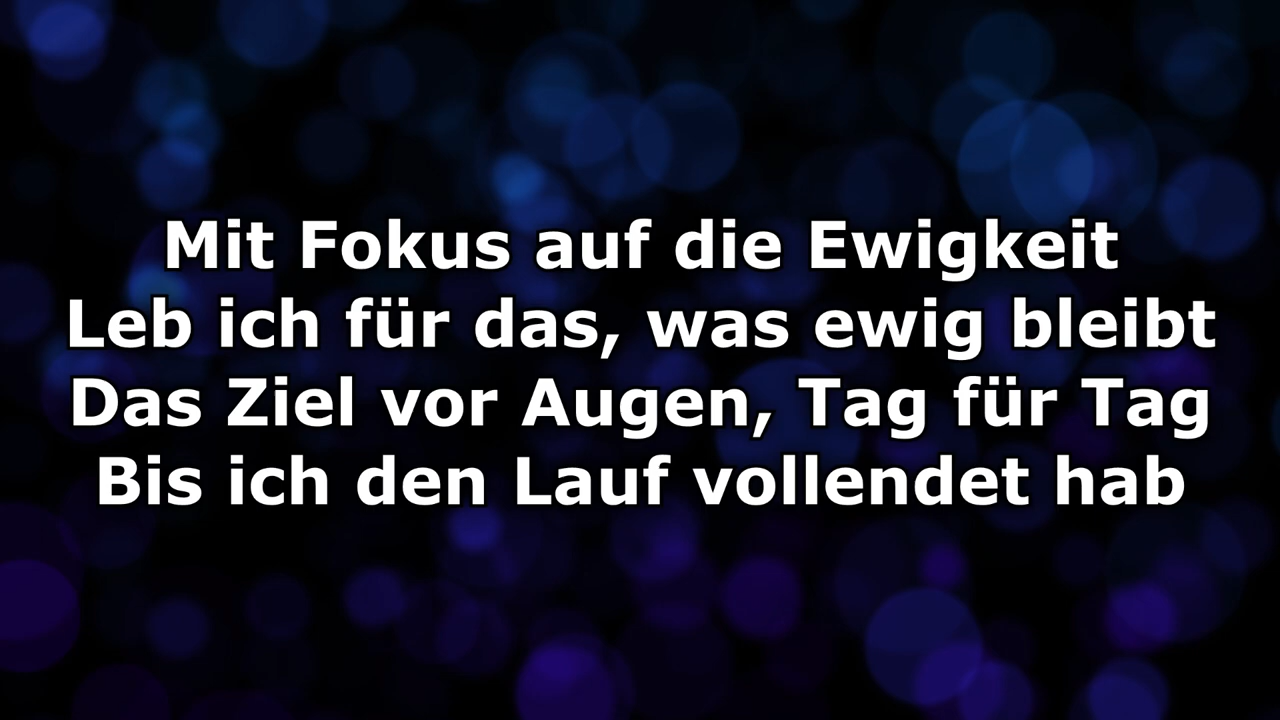 Mit Fokus auf die Ewigkeit
Leb ich für das, was ewig bleibt
Das Ziel vor Augen, Tag für Tag
Bis ich den Lauf vollendet hab